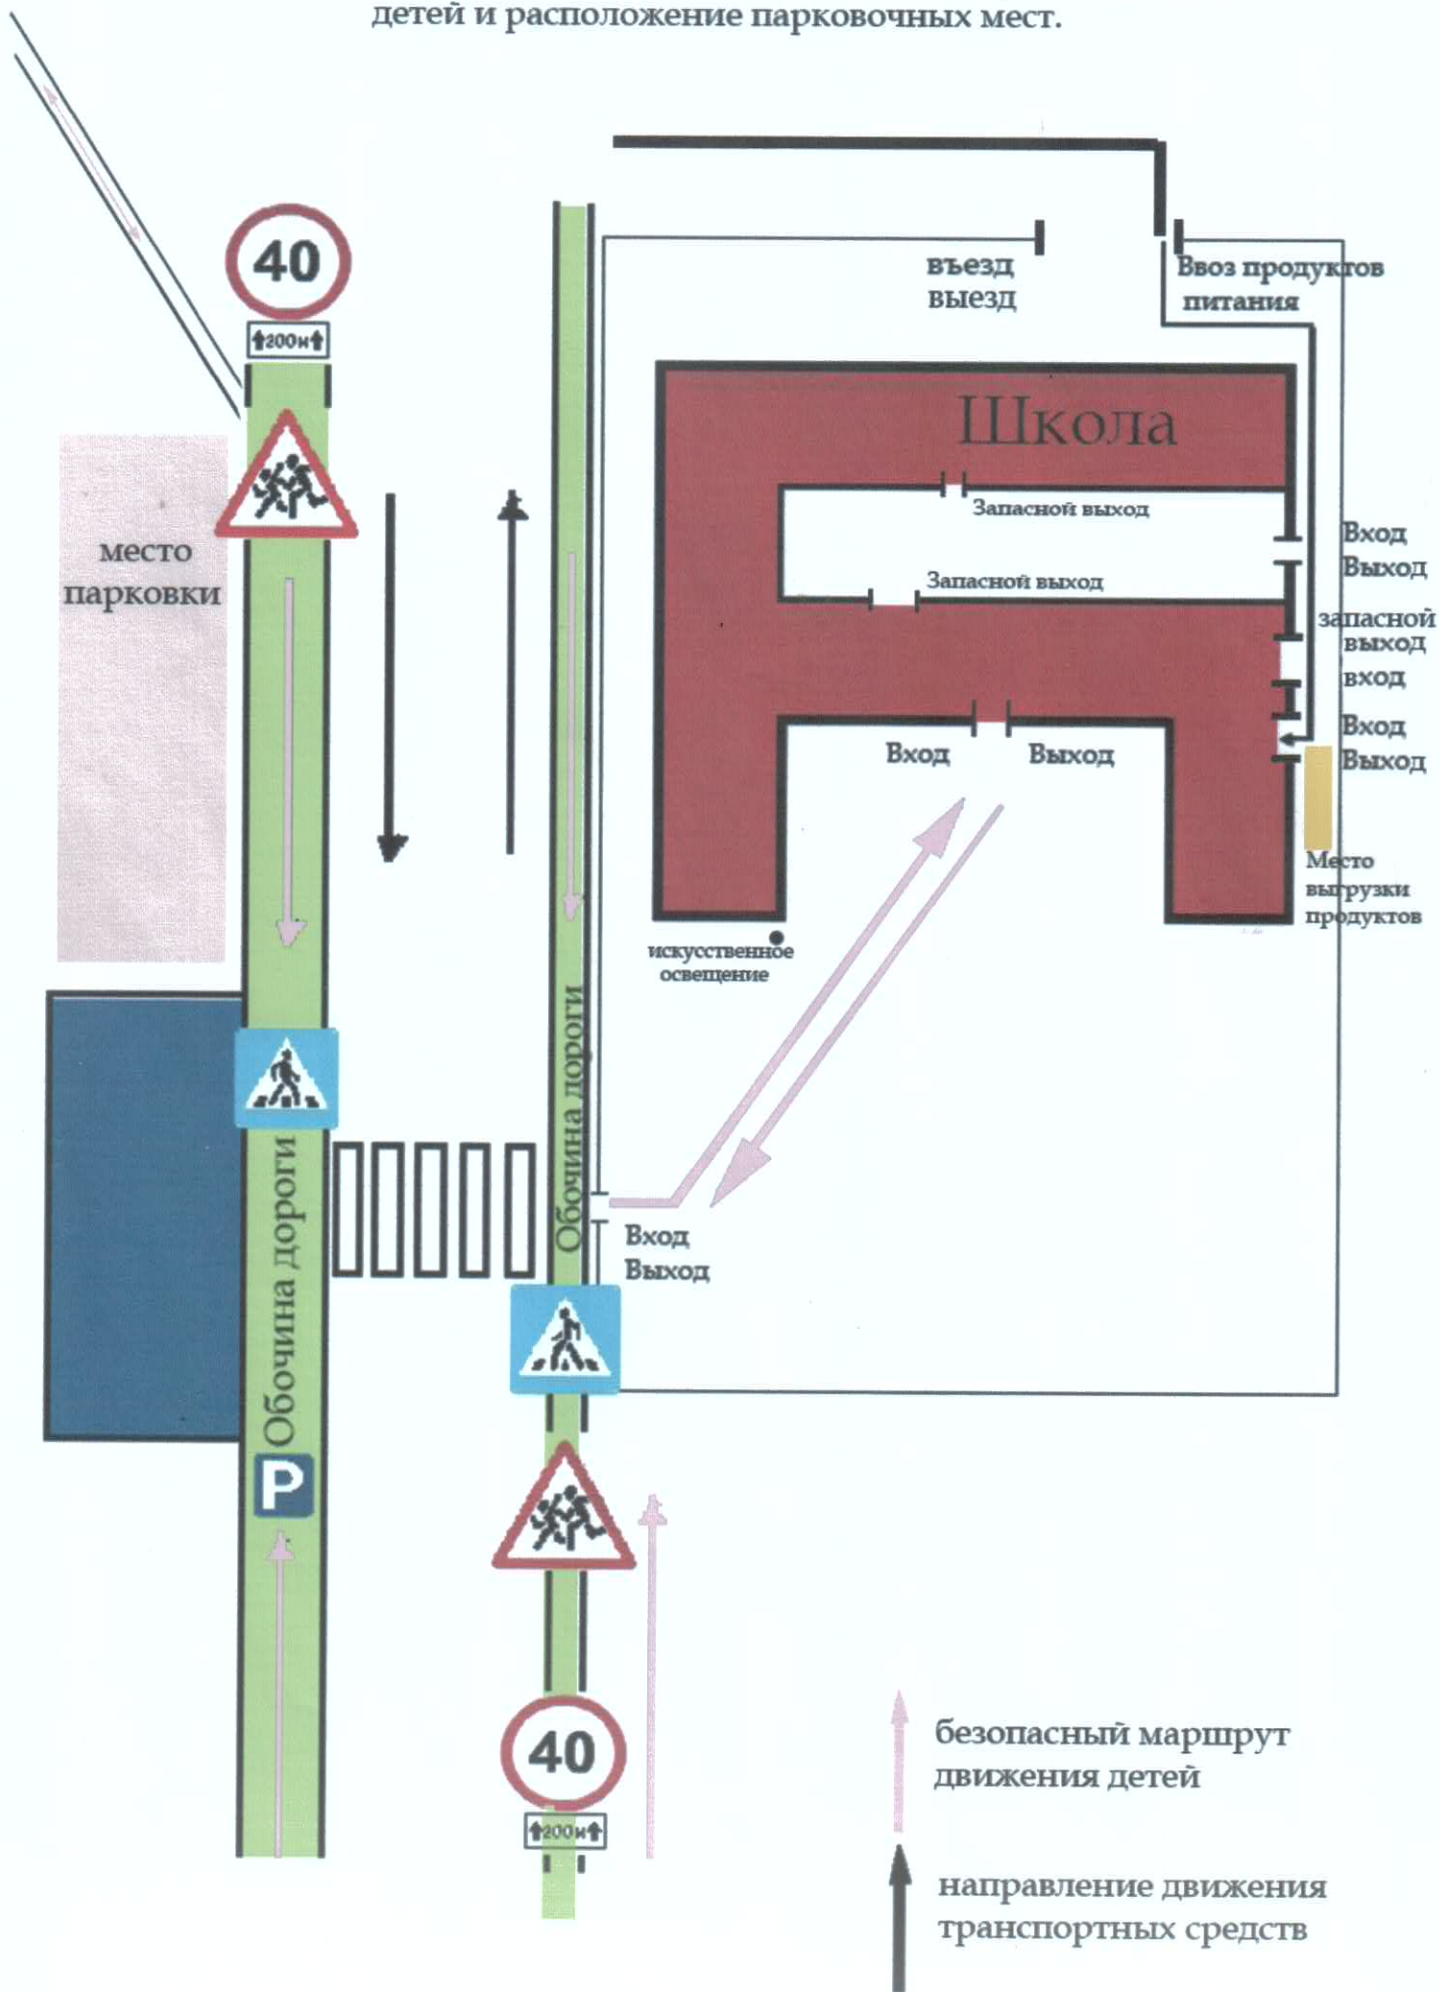 детей и расположение парковочных мест.
40
200м
въезд
выезд
Ввоз продуктов
питания
Школа
Запасной выход
Запасной выход
Вход
Выход
запасной
выход
вход
Вход
Выход
место
парковки
Вход
Выход
Место
выгрузки
продуктов
искусственное
освещение
Обочина дороги
Обочина дороги
Вход
Выход
P
40
200м
безопасный маршрут
движения детей
направление движения
транспортных средств